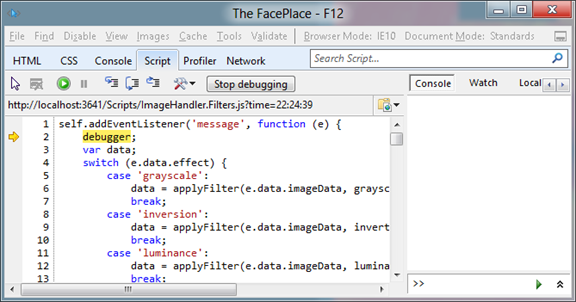 The FacePlace - F12
File Find Disable View Images Cache Tools Validate Browser Mode: IE10 Document Mode: Standards
HTML CSS Console Script Profiler Network Search Script...
Stop debugging Console Watch Local
http://localhost:3641/Scripts/ImageHandler.Filters.js?time=22:24:39
1 self.addEventListener('message', function (e) {
2 debugger;
3 var data;
4 switch (e.data.effect) {
5 case 'grayscale':
6 data = applyFilter(e.data.imageData, graysc
7 break;
8 case 'inversion':
9 data = applyFilter(e.data.imageData, invert
10 break;
11 case 'luminance':
12 data = applyFilter(e.data.imageData, lumina
13 break;
>>